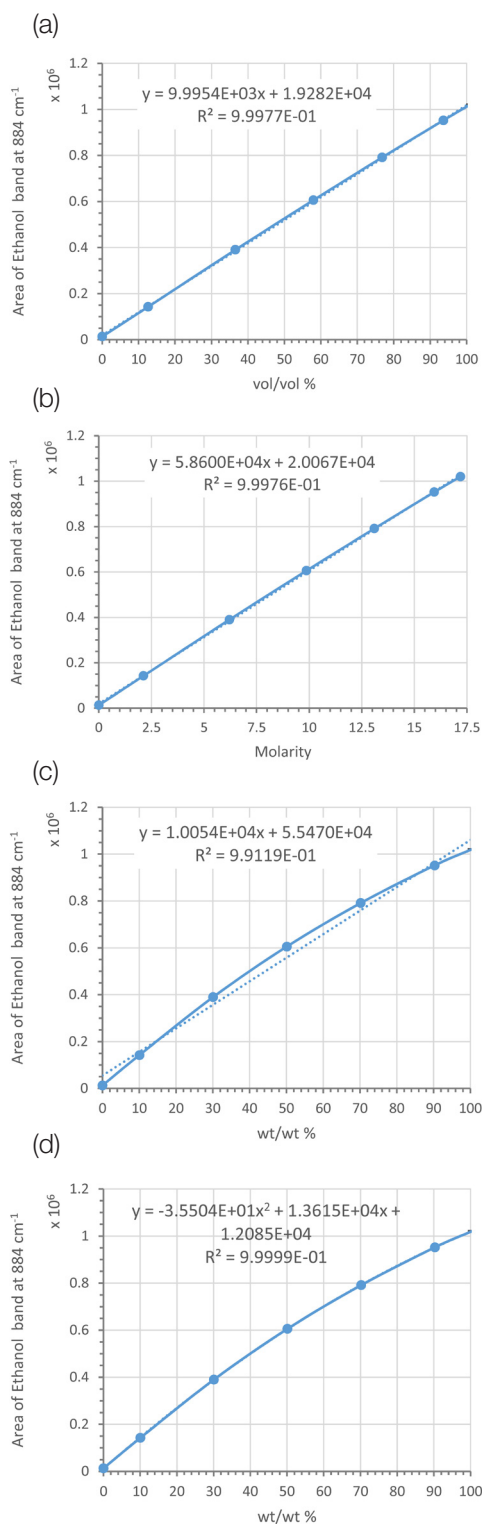 (a)
x 10⁶
Area of Ethanol band at 884 cm⁻¹
y = 9.9954E+03x + 1.9282E+04
R² = 9.9977E-01
1.2
1
0.8
0.6
0.4
0.2
0
0 10 20 30 40 50 60 70 80 90 100
vol/vol %
(b)
x 10⁶
Area of Ethanol band at 884 cm⁻¹
y = 5.8600E+04x + 2.0067E+04
R² = 9.9976E-01
1.2
1
0.8
0.6
0.4
0.2
0
0 2.5 5 7.5 10 12.5 15 17.5
Molarity
(c)
x 10⁶
Area of Ethanol band at 884 cm⁻¹
y = 1.0054E+04x + 5.5470E+04
R² = 9.9119E-01
1.2
1
0.8
0.6
0.4
0.2
0
0 10 20 30 40 50 60 70 80 90 100
wt/wt %
(d)
x 10⁶
Area of Ethanol band at 884 cm⁻¹
y = -3.5504E+01x² + 1.3615E+04x +
1.2085E+04
R² = 9.9999E-01
1.2
1
0.8
0.6
0.4
0.2
0
0 10 20 30 40 50 60 70 80 90 100
wt/wt %